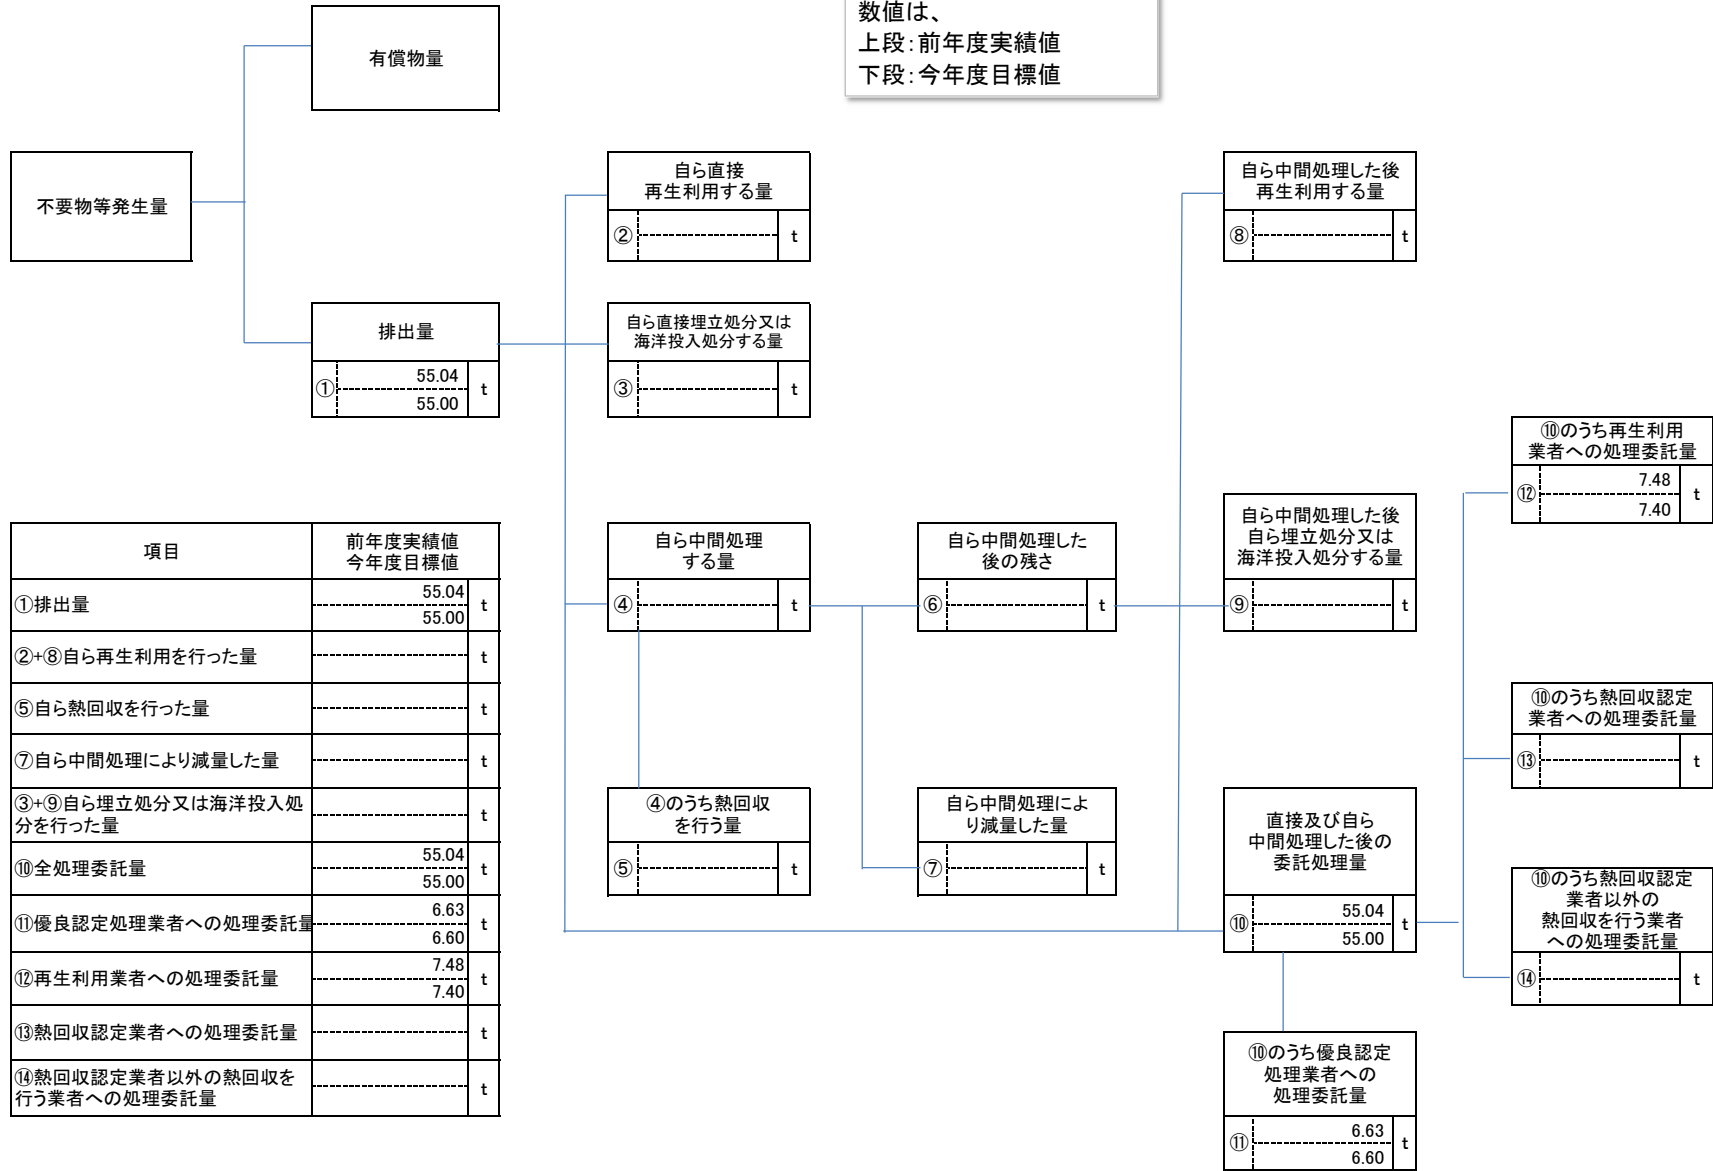 数値は、
上段：前年度実績値
下段：今年度目標値
有償物量
不要物等発生量
排出量
①
55.04
55.00
t
自ら直接
再生利用する量
②
t
自ら直接埋立処分又は
海洋投入処分する量
③
t
自ら中間処理
する量
④
t
④のうち熱回収
を行う量
⑤
t
自ら中間処理した
後の残さ
⑥
t
自ら中間処理によ
り減量した量
⑦
t
自ら中間処理した後
再生利用する量
⑧
t
自ら中間処理した後
自ら埋立処分又は
海洋投入処分する量
⑨
t
直接及び自ら
中間処理した後の
委託処理量
⑩
55.04
55.00
t
⑩のうち優良認定
処理業者への
処理委託量
⑪
6.63
6.60
t
⑩のうち再生利用
業者への処理委託量
⑫
7.48
7.40
t
⑩のうち熱回収認定
業者への処理委託量
⑬
t
⑩のうち熱回収認定
業者以外の
熱回収を行う業者
への処理委託量
⑭
t
項目
前年度実績値
今年度目標値
①排出量
55.04
55.00
t
②+⑧自ら再生利用を行った量
t
⑤自ら熱回収を行った量
t
⑦自ら中間処理により減量した量
t
③+⑨自ら埋立処分又は海洋投入処
分を行った量
t
⑩全処理委託量
55.04
55.00
t
⑪優良認定処理業者への処理委託量
6.63
6.60
t
⑫再生利用業者への処理委託量
7.48
7.40
t
⑬熱回収認定業者への処理委託量
t
⑭熱回収認定業者以外の熱回収を
行う業者への処理委託量
t